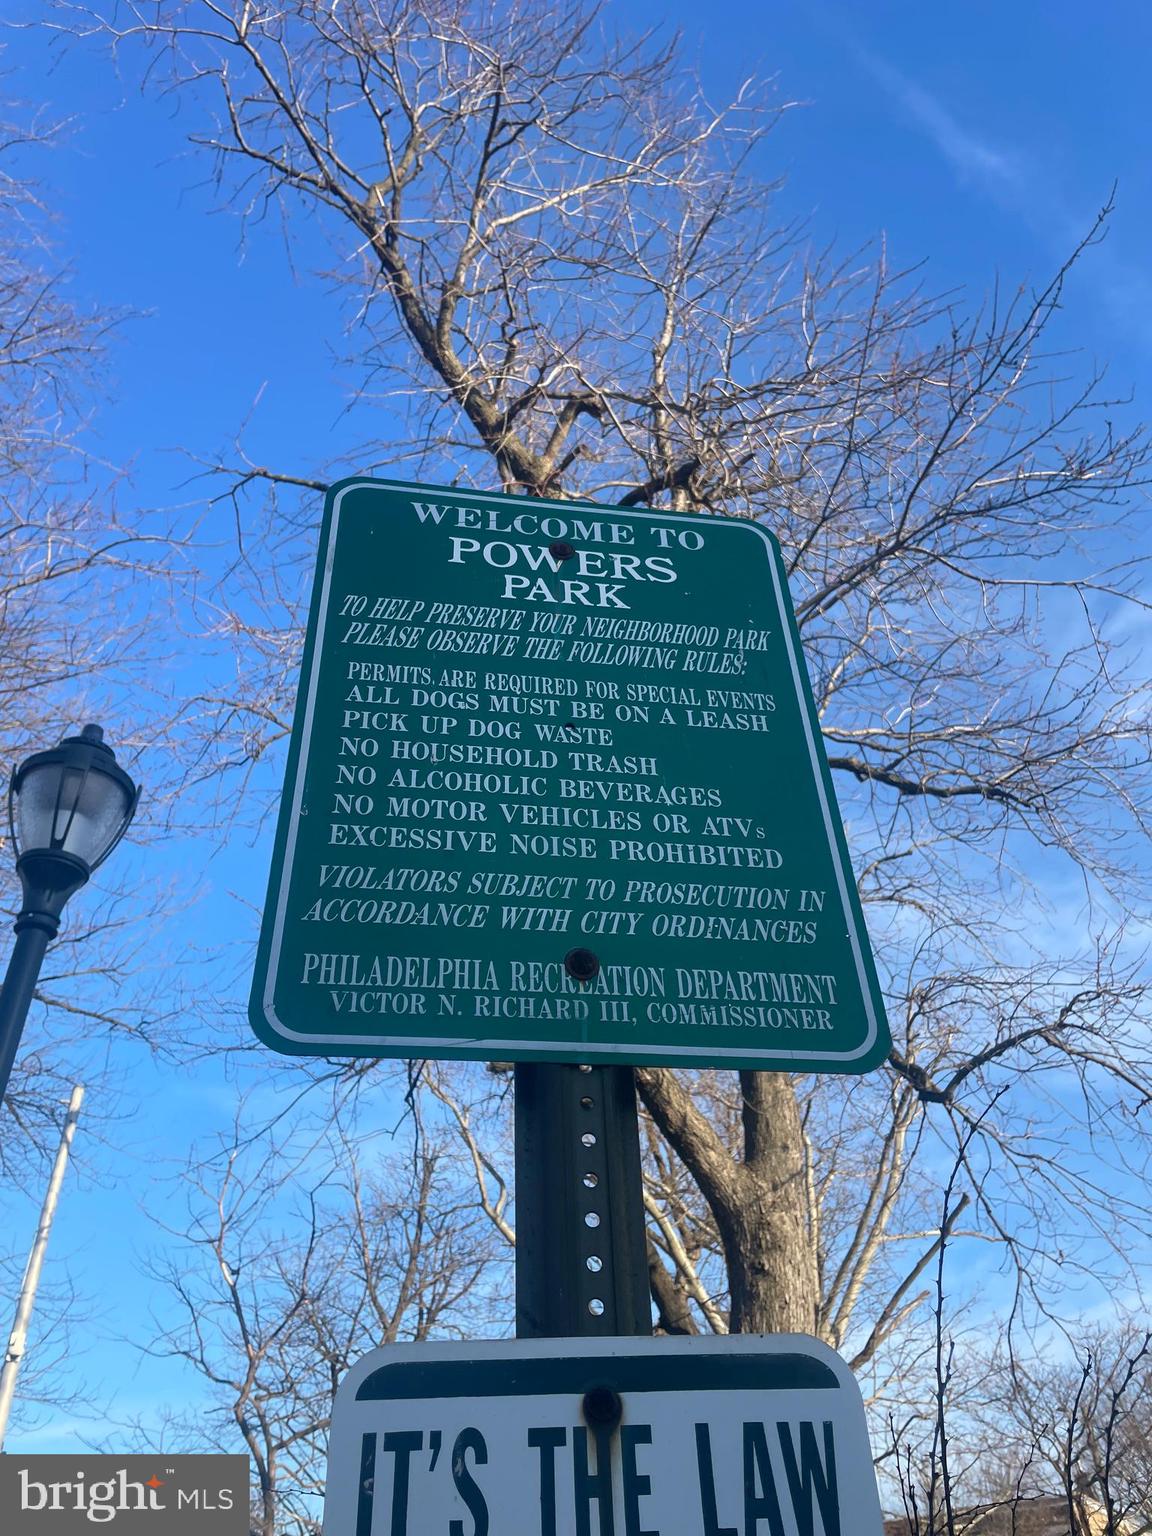 WELCOME TO
POWERS
PARK
TO HELP PRESERVE YOUR NEIGHBORHOOD PARK
PLEASE OBSERVE THE FOLLOWING RULES:
PERMITS ARE REQUIRED FOR SPECIAL EVENTS
ALL DOGS MUST BE ON A LEASH
PICK UP DOG WASTE
NO HOUSEHOLD TRASH
NO ALCOHOLIC BEVERAGES
NO MOTOR VEHICLES OR ATVs
EXCESSIVE NOISE PROHIBITED
VIOLATORS SUBJECT TO PROSECUTION IN
ACCORDANCE WITH CITY ORDINANCES
PHILADELPHIA RECREATION DEPARTMENT
VICTOR N. RICHARD III, COMMISSIONER
IT'S THE LAW
bright™ MLS